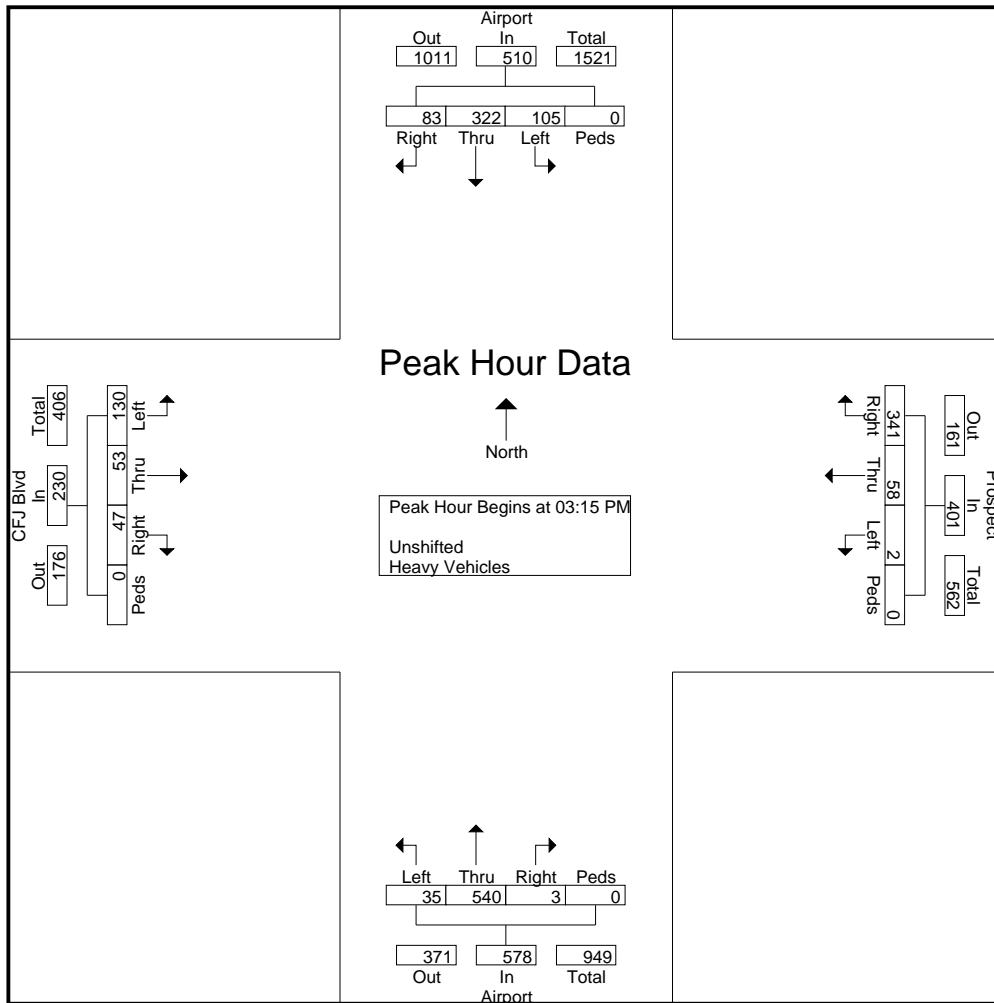 Airport
Out In Total
1011 510 1521
83 322 105 0
Right Thru Left Peds
Peak Hour Data
North
Peak Hour Begins at 03:15 PM
Unshifted
Heavy Vehicles
CFJ Blvd
Out In Total
176 230 406
130 53 47 0
Left Thru Right Peds
Prospect
Out In Total
161 401 562
341 58 2 0
Right Thru Left Peds
Left Thru Right Peds
35 540 3 0
371 578 949
Out In Total
Airport